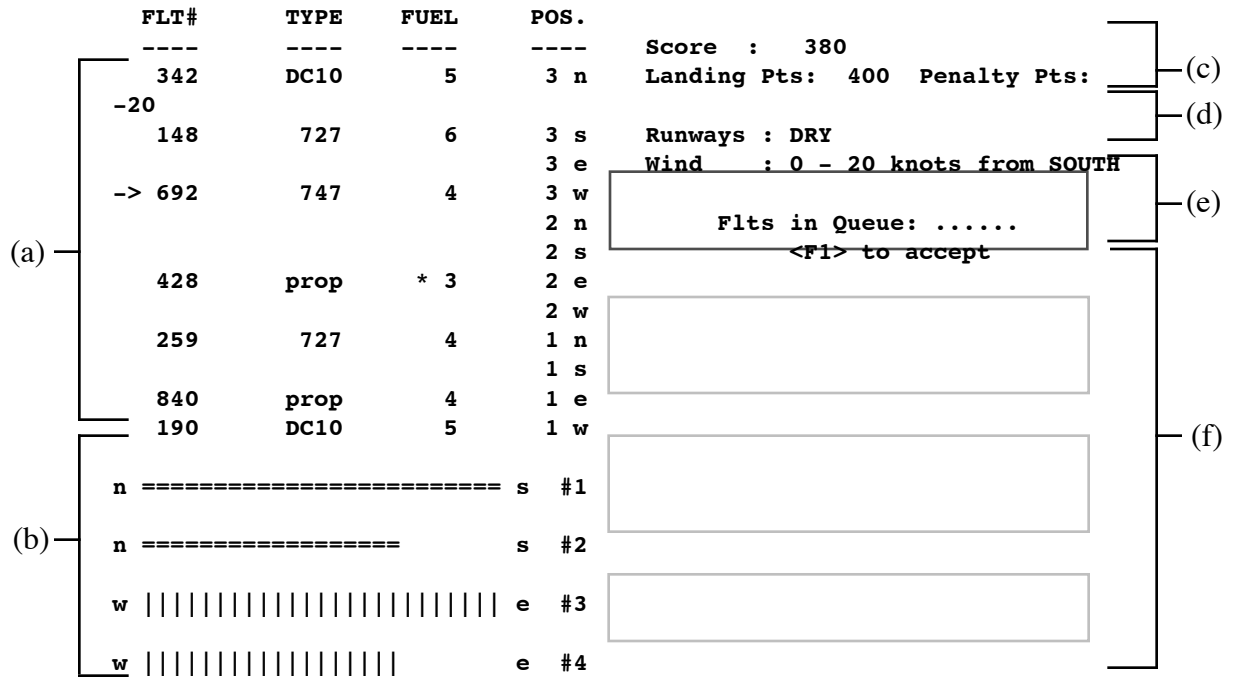 FLT# TYPE FUEL POS.
---- ---- ---- ---- Score : 380
342 DC10 5 3 n Landing Pts: 400 Penalty Pts:
-20
148 727 6 3 s Runways : DRY
3 e Wind : 0 - 20 knots from SOUTH
-> 692 747 4 3 w
2 n Flts in Queue: ......
2 s <F1> to accept
428 prop * 3 2 e
2 w
259 727 4 1 n
1 s
840 prop 4 1 e
190 DC10 5 1 w
n ========================= s #1
n ================== s #2
w ||||||||||||||||||||||||| e #3
w |||||||||||||||||| e #4
(a)
(b)
(c)
(d)
(e)
(f)